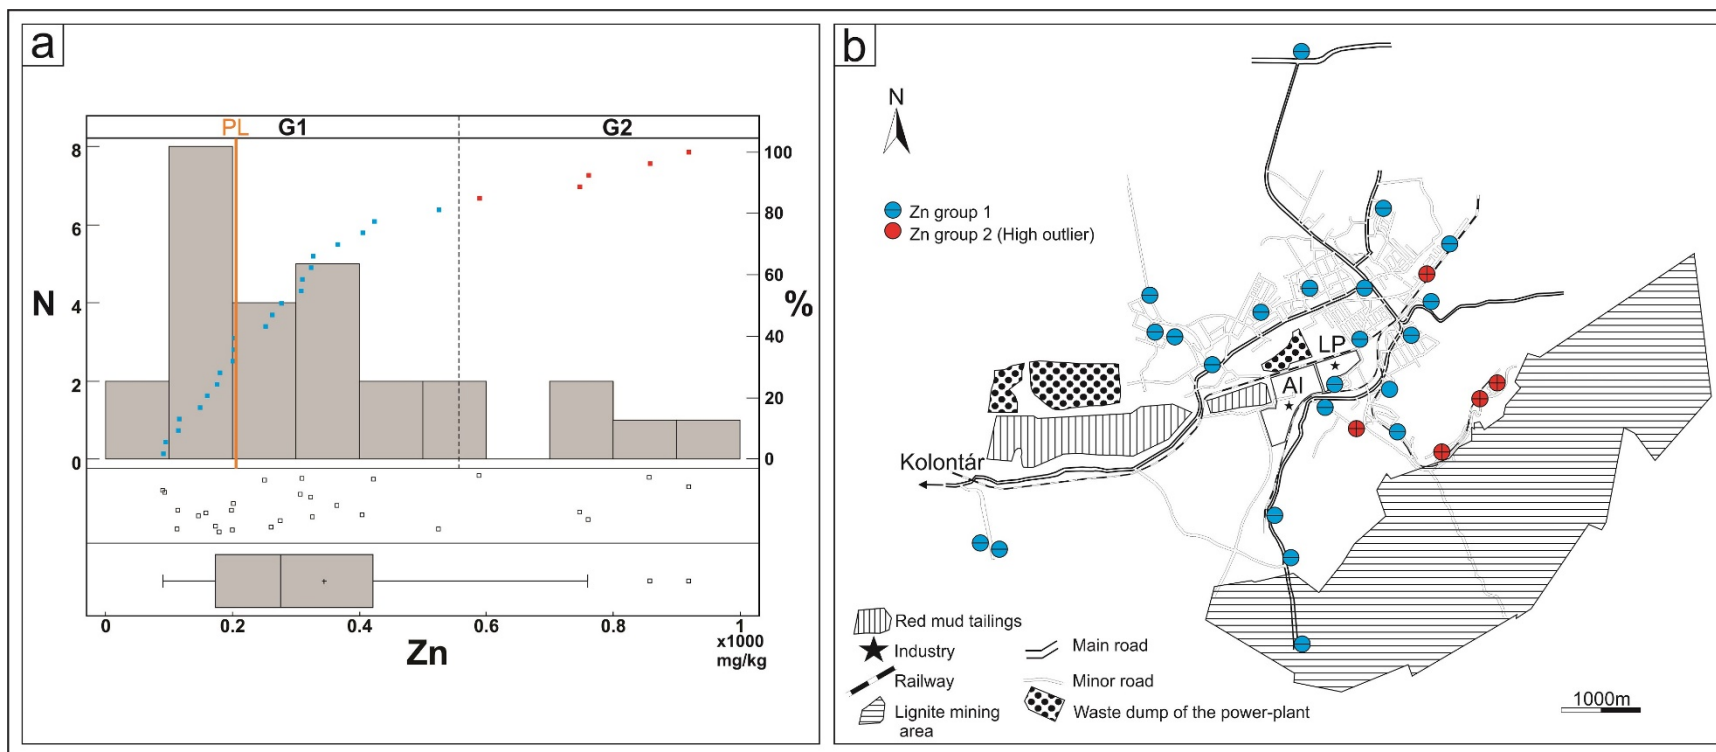 a
PL
G1
G2
8
6
4
2
0
N
100
80
60
40
20
0
%
0
0.2
0.4
0.6
0.8
1
x1000
mg/kg
Zn
b
N
Zn group 1
Zn group 2 (High outlier)
LP
AI
Kolontár
Red mud tailings
Industry
Railway
Lignite mining
area
Main road
Minor road
Waste dump of the power-plant
1000m